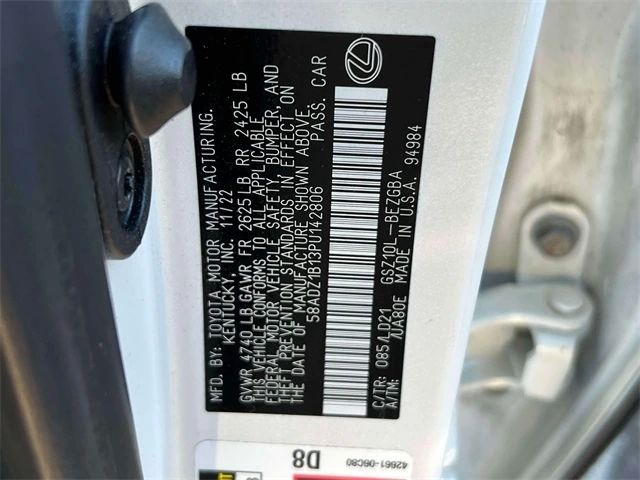 MFD. BY: TOYOTA MOTOR MANUFACTURING,
KENTUCKY, INC. 11/22
GVWR 4740 LB GAWR FR 2625 LB RR 2425 LB
THIS VEHICLE CONFORMS TO ALL APPLICABLE
FEDERAL MOTOR VEHICLE SAFETY, BUMPER, AND
THEFT PREVENTION STANDARDS IN EFFECT ON
THE DATE OF MANUFACTURE SHOWN ABOVE.
58ADZ1B13PU142806 PASS. CAR
C/TR: 0854/LD21 GSZ10L-BEZGBA
A/TM: /UA80E MADE IN U.S.A. 94984
D8
42661-06C80